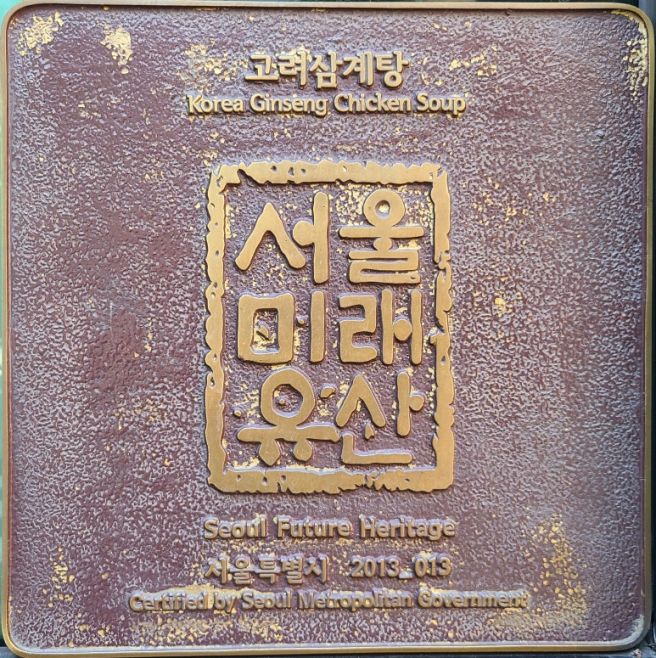 고려삼계탕
Korea Ginseng Chicken Soup
서울
미래
유산
Seoul Future Heritage
서울특별시 2013_013
Certified by Seoul Metropolitan Government